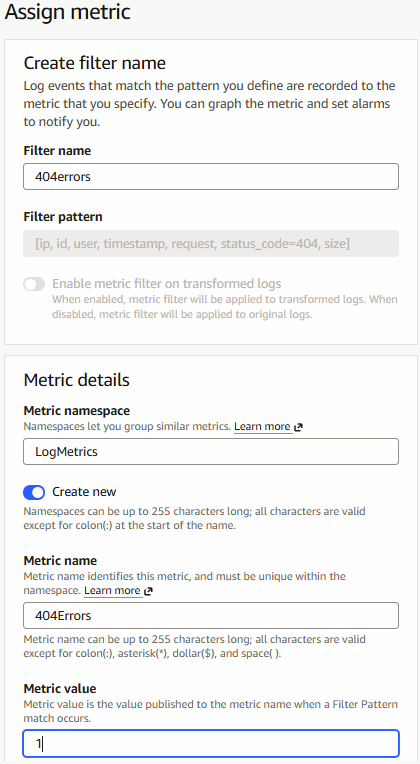 Assign metric
Create filter name
Log events that match the pattern you define are recorded to the
metric that you specify. You can graph the metric and set alarms
to notify you.
Filter name
404errors
Filter pattern
[ip, id, user, timestamp, request, status_code=404, size]
Enable metric filter on transformed logs
When enabled, metric filter will be applied to transformed logs. When
disabled, metric filter will be applied to original logs.
Metric details
Metric namespace
Namespaces let you group similar metrics. Learn more
LogMetrics
Create new
Namespaces can be up to 255 characters long; all characters are valid
except for colon(:) at the start of the name.
Metric name
Metric name identifies this metric, and must be unique within the
namespace. Learn more
404Errors
Metric name can be up to 255 characters long; all characters are valid
except for colon(:), asterisk(*), dollar($), and space( ).
Metric value
Metric value is the value published to the metric name when a Filter Pattern
match occurs.
1